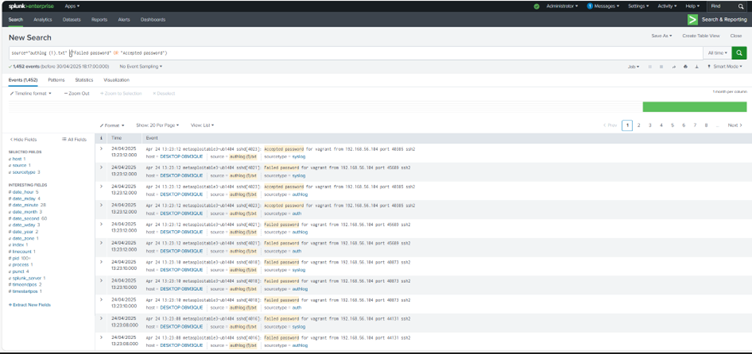 splunk>enterprise Apps
Administrator Messages Settings Activity Help Find
Search Analytics Datasets Reports Alerts Dashboards Search & Reporting
New Search Save As Create Table View Close
source="authlog (1).txt" ("failed password" OR "accepted password") All time
1,492 events (before 30/04/2025 18:17:00.000) No Event Sampling Job Smart Mode
Events (1,492) Patterns Statistics Visualization
Timeline format Zoom Out Zoom to Selection Deselect 1 month per column
Format Show: 20 Per Page View: List Prev 1 2 3 4 5 6 7 8 ... Next
Hide Fields All Fields
i Time Event
SELECTED FIELDS
a host 1
a source 1
a sourcetype 3
INTERESTING FIELDS
# date_hour 5
# date_mday 4
# date_minute
# date_month 2
# date_second 60
a date_wday 3
# date_year 2
a date_zone 1
a index 1
# linecount 1
# pid 100+
a process 1
a punct 4
a splunk_server 1
# timeendpos 2
# timestartpos 1
+ Extract New Fields
24/04/2025 Apr 24 13:23:12 metasploitable3-ub1404 sshd[4022]: Accepted password for vagrant from 192.168.56.104 port ssh2
13:23:12.000 host = DESKTOP-DBM3QUE source = authlog (1).txt sourcetype = syslog
24/04/2025 Apr 24 13:23:12 metasploitable3-ub1404 sshd Failed password for vagrant from 192.168.56.104 port ssh2
13:23:12.000 host = DESKTOP-DBM3QUE source = authlog (1).txt sourcetype = syslog
24/04/2025 Apr 24 13:23:12 metasploitable3-ub1404 sshd Accepted password for vagrant from 192.168.56.104 port ssh2
13:23:12.000 host = DESKTOP-DBM3QUE source = authlog (1).txt sourcetype = authlog
24/04/2025 Apr 24 13:23:12 metasploitable3-ub1404 sshd Accepted password for vagrant from 192.168.56.104 port ssh2
13:23:12.000 host = DESKTOP-DBM3QUE source = authlog (1).txt sourcetype = auth
24/04/2025 Apr 24 13:23:12 metasploitable3-ub1404 sshd Failed password for vagrant from 192.168.56.104 port ssh2
13:23:12.000 host = DESKTOP-DBM3QUE source = authlog (1).txt sourcetype = authlog
24/04/2025 Apr 24 13:23:12 metasploitable3-ub1404 sshd Failed password for vagrant from 192.168.56.104 port ssh2
13:23:12.000 host = DESKTOP-DBM3QUE source = authlog (1).txt sourcetype = auth
24/04/2025 Apr 24 13:23:10 metasploitable3-ub1404 sshd Failed password for vagrant from 192.168.56.104 port ssh2
13:23:10.000 host = DESKTOP-DBM3QUE source = authlog (1).txt sourcetype = syslog
24/04/2025 Apr 24 13:23:10 metasploitable3-ub1404 sshd Failed password for vagrant from 192.168.56.104 port ssh2
13:23:10.000 host = DESKTOP-DBM3QUE source = authlog (1).txt sourcetype = authlog
24/04/2025 Apr 24 13:23:10 metasploitable3-ub1404 sshd Failed password for vagrant from 192.168.56.104 port ssh2
13:23:10.000 host = DESKTOP-DBM3QUE source = authlog (1).txt sourcetype = auth
24/04/2025 Apr 24 13:23:08 metasploitable3-ub1404 sshd Failed password for vagrant from 192.168.56.104 port 44131 ssh2
13:23:08.000 host = DESKTOP-DBM3QUE source = authlog (1).txt sourcetype = syslog
24/04/2025 Apr 24 13:23:08 metasploitable3-ub1404 sshd Failed password for vagrant from 192.168.56.104 port 44131 ssh2
13:23:08.000 host = DESKTOP-DBM3QUE source = authlog (1).txt sourcetype = authlog